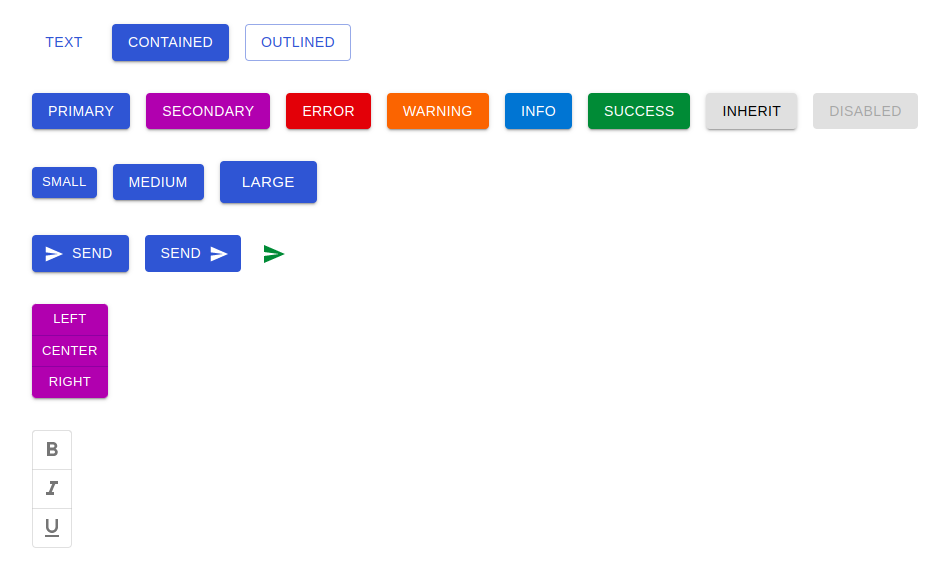 TEXT CONTAINED OUTLINED
PRIMARY SECONDARY ERROR WARNING INFO SUCCESS INHERIT DISABLED
SMALL MEDIUM LARGE
SEND SEND
LEFT
CENTER
RIGHT
B
I
U